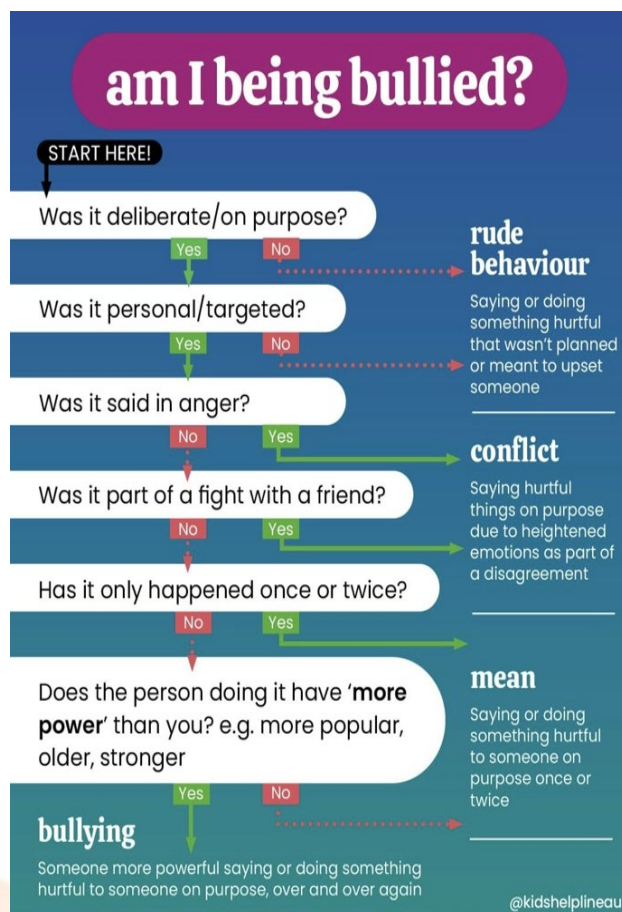 am I being bullied?
START HERE!
Was it deliberate/on purpose?
Yes
No
rude
behaviour
Saying or doing
something hurtful
that wasn't planned
or meant to upset
someone
Was it personal/targeted?
Yes
No
Was it said in anger?
No
Yes
conflict
Saying hurtful
things on purpose
due to heightened
emotions as part of
a disagreement
Was it part of a fight with a friend?
No
Yes
Has it only happened once or twice?
No
Yes
mean
Saying or doing
something hurtful
to someone on
purpose once or
twice
Does the person doing it have 'more
power' than you? e.g. more popular,
older, stronger
Yes
No
bullying
Someone more powerful saying or doing something
hurtful to someone on purpose, over and over again
@kidshelplineau